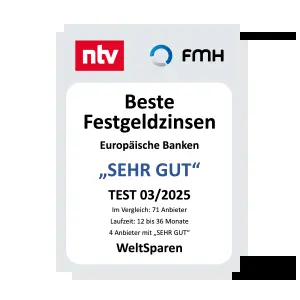 ntv FMH
Beste
Festgeldzinsen
Europäische Banken
„SEHR GUT“
TEST 03/2025
Im Vergleich: 71 Anbieter
Laufzeit: 12 bis 36 Monate
4 Anbieter mit „SEHR GUT“
WeltSparen